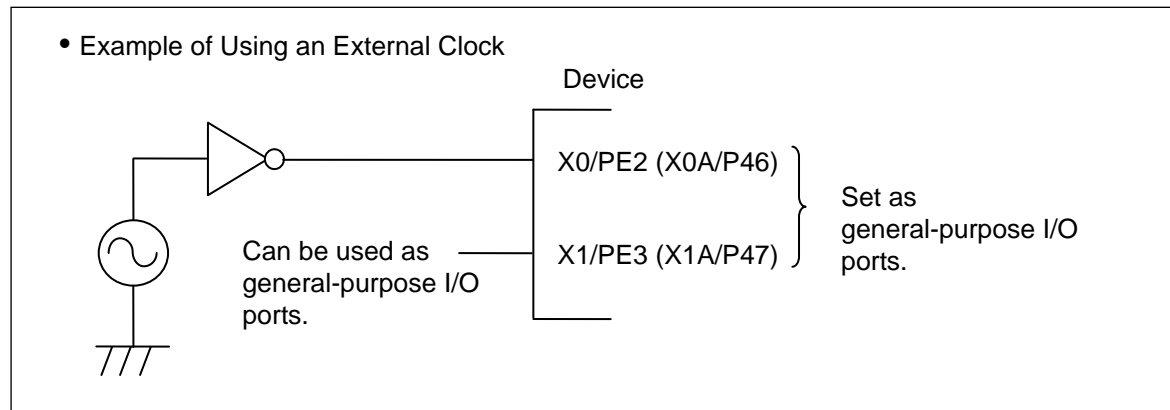 • Example of Using an External Clock
Device
X0/PE2 (X0A/P46)
Set as
general-purpose I/O
ports.
X1/PE3 (X1A/P47)
Can be used as
general-purpose I/O
ports.